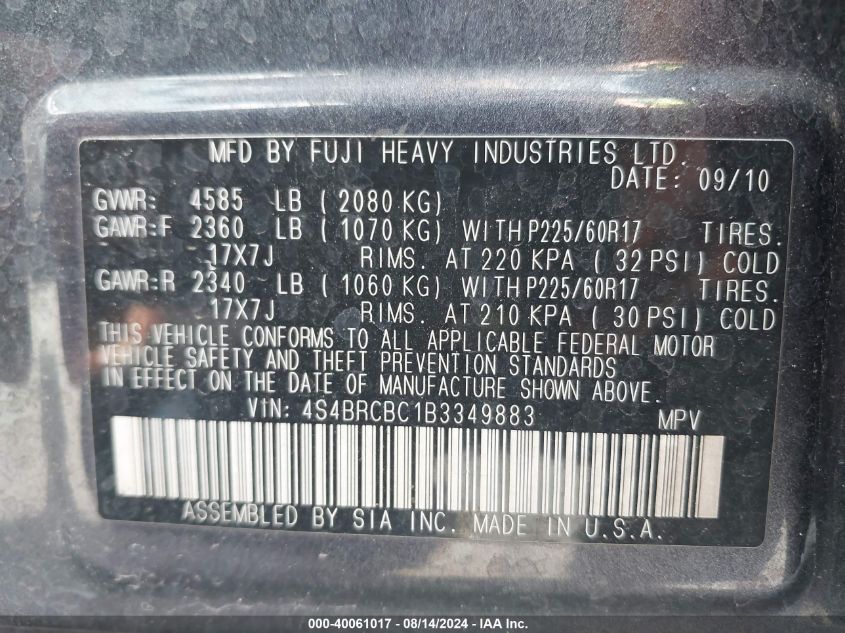 MFD BY FUJI HEAVY INDUSTRIES LTD.
DATE: 09/10
GVWR: 4585 LB ( 2080 KG)
GAWR:F 2360 LB ( 1070 KG) WITH P225/60R17 TIRES.
17X7J RIMS. AT 220 KPA ( 32 PSI) COLD
GAWR:R 2340 LB ( 1060 KG) WITH P225/60R17 TIRES.
17X7J RIMS. AT 210 KPA ( 30 PSI) COLD
THIS VEHICLE CONFORMS TO ALL APPLICABLE FEDERAL MOTOR
VEHICLE SAFETY AND THEFT PREVENTION STANDARDS
IN EFFECT ON THE DATE OF MANUFACTURE SHOWN ABOVE.
VIN: 4S4BRCBC1B3349883 MPV
ASSEMBLED BY SIA INC. MADE IN U.S.A.
000-40061017 - 08/14/2024 - IAA Inc.